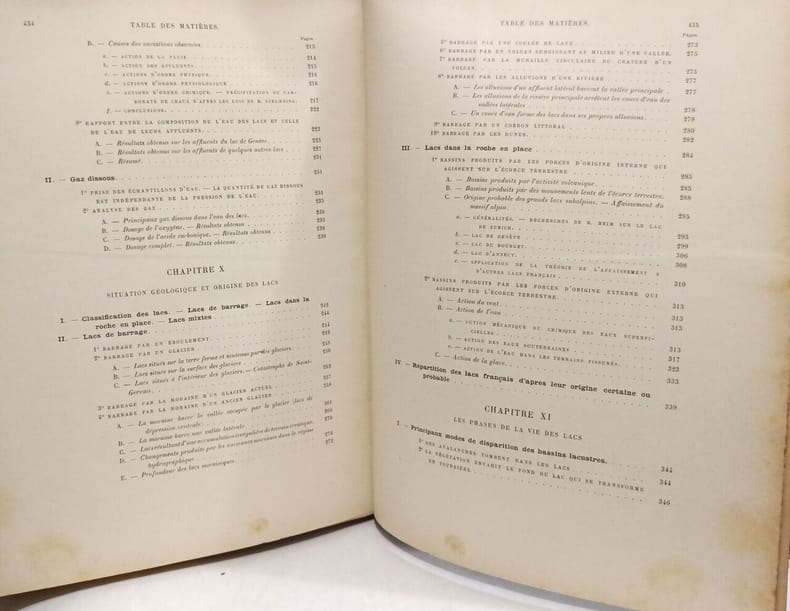 434
TABLE DES MATIÈRES.
Pages
B. — Causes des variations observées 213
a. — ACTION DE LA PLUIE 214
b. — ACTION DES AFFLUENTS 215
c. — ACTIONS D'ORDRE PHYSIQUE 216
d. — ACTIONS D'ORDRE PHYSIOLOGIQUE 216
e. — ACTIONS D'ORDRE CHIMIQUE. — PRÉCIPITATION DU CARBONATE DE CHAUX D'APRÈS LES LOIS DE M. SCHLŒSING 217
f. — CONCLUSIONS 222
RAPPORT ENTRE LA COMPOSITION DE L'EAU DES LACS ET CELLE
DE L'EAU DE LEURS AFFLUENTS 223
A. — Résultats obtenus sur les affluents du lac de Genève 223
B. — Résultats obtenus sur les affluents de quelques autres lacs 227
C. — Résumé 231
II. — Gaz dissous
1° PRISE DES ÉCHANTILLONS D'EAU. — LA QUANTITÉ DE GAZ DISSOUS
EST INDÉPENDANTE DE LA PRESSION DE L'EAU
2° ANALYSE DES GAZ 235
A. — Principaux gaz dissous dans l'eau des lacs
B. — Dosage de l'oxygène. — Résultats obtenus
C. — Dosage de l'acide carbonique. — Résultats obtenus
D. — Dosage complet. — Résultats obtenus 239
CHAPITRE X
SITUATION GÉOLOGIQUE ET ORIGINE DES LACS
I. — Classification des lacs. — Lacs de barrage. — Lacs dans la
roche en place. — Lacs mixtes 242
II. — Lacs de barrage 244
1° BARRAGE PAR UN ÉBOULEMENT 244
2° BARRAGE PAR UN GLACIER
A. — Lacs situés sur la terre ferme et soutenus par des glaciers
B. — Lacs situés sur la surface des glaciers
C. — Lacs situés à l'intérieur des glaciers. — Catastrophe de Saint-
Gervais
3° BARRAGE PAR LA MORAINE D'UN GLACIER ACTUEL
4° BARRAGE PAR LA MORAINE D'UN ANCIEN GLACIER
A. — La moraine barre la vallée occupée par le glacier (lacs de
dépression centrale)
B. — La moraine barre une vallée latérale
C. — Lacs résultant d'une accumulation irrégulière de terrain erratique
D. — Changements produits par les anciennes moraines dans le régime
hydrographique
E. — Profondeur des lacs morainiques 272
TABLE DES MATIÈRES.
435
Pages
5° BARRAGE PAR UNE COULÉE DE LAVE 273
6° BARRAGE PAR UN VOLCAN SURGISSANT AU MILIEU D'UNE VALLÉE 275
7° BARRAGE PAR LA MURAILLE CIRCULAIRE DU CRATÈRE D'UN
VOLCAN 275
8° BARRAGE PAR LES ALLUVIONS D'UNE RIVIÈRE 277
A. — Les alluvions d'un affluent latéral barrent la vallée principale 277
B. — Les alluvions de la rivière principale arrêtent les cours d'eau des
vallées latérales 278
C. — Un cours d'eau forme des lacs dans ses propres alluvions 279
9° BARRAGE PAR UN CORDON LITTORAL 280
10° BARRAGE PAR LES DUNES 282
III. — Lacs dans la roche en place 284
1° BASSINS PRODUITS PAR LES FORCES D'ORIGINE INTERNE QUI
AGISSENT SUR L'ÉCORCE TERRESTRE 285
A. — Bassins produits par l'activité volcanique 285
B. — Bassins produits par des mouvements lents de l'écorce terrestre 288
C. — Origine probable des grands lacs subalpins. — Affaissement du
massif alpin 295
a. — GÉNÉRALITÉS. — RECHERCHES DE M. HEIM SUR LE LAC
DE ZURICH 295
b. — LAC DE GENÈVE 299
c. — LAC DU BOURGET 306
d. — LAC D'ANNECY 308
e. — APPLICATION DE LA THÉORIE DE L'AFFAISSEMENT A
D'AUTRES LACS FRANÇAIS 310
2° BASSINS PRODUITS PAR LES FORCES D'ORIGINE EXTERNE QUI
AGISSENT SUR L'ÉCORCE TERRESTRE 313
A. — Action du vent 313
B. — Action de l'eau 313
a. — ACTION MÉCANIQUE OU CHIMIQUE DES EAUX SUPERFICIELLES 313
b. — ACTION DES EAUX SOUTERRAINES 317
c. — ACTION DE L'EAU DANS LES TERRAINS FISSURÉS 323
C. — Action de la glace 333
IV. — Répartition des lacs français d'après leur origine certaine ou
probable 339
CHAPITRE XI
LES PHASES DE LA VIE DES LACS
I. — Principaux modes de disparition des bassins lacustres 344
1° DES AVALANCHES TOMBENT DANS LES LACS 344
2° LA VÉGÉTATION ENVAHIT LE FOND DU LAC QUI SE TRANSFORME
EN TOURBIÈRE 346